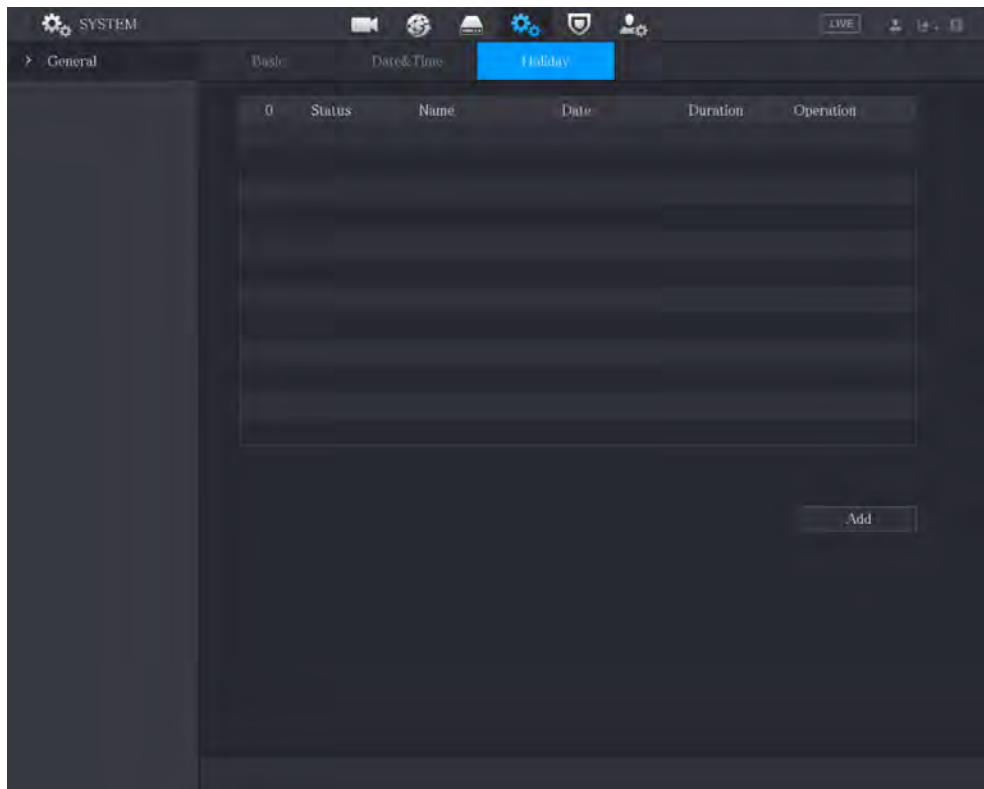 SYSTEM LIVE
General Basic Date&Time Holiday
0 Status Name Date Duration Operation
Add